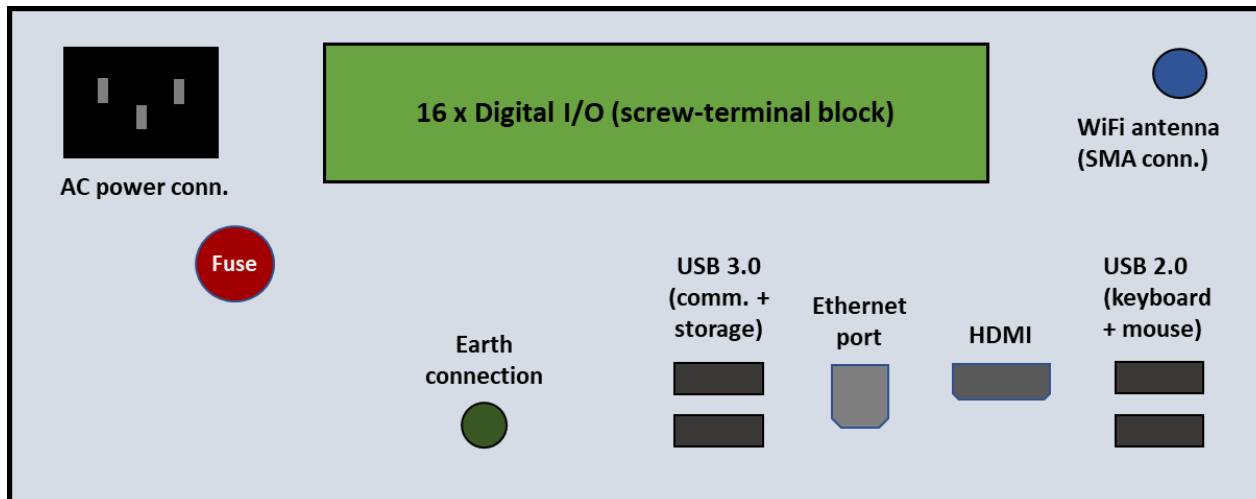 16 x Digital I/O (screw-terminal block)
AC power conn.
WiFi antenna
(SMA conn.)
Fuse
Earth
connection
USB 3.0
(comm. +
storage)
Ethernet
port
HDMI
USB 2.0
(keyboard
+ mouse)